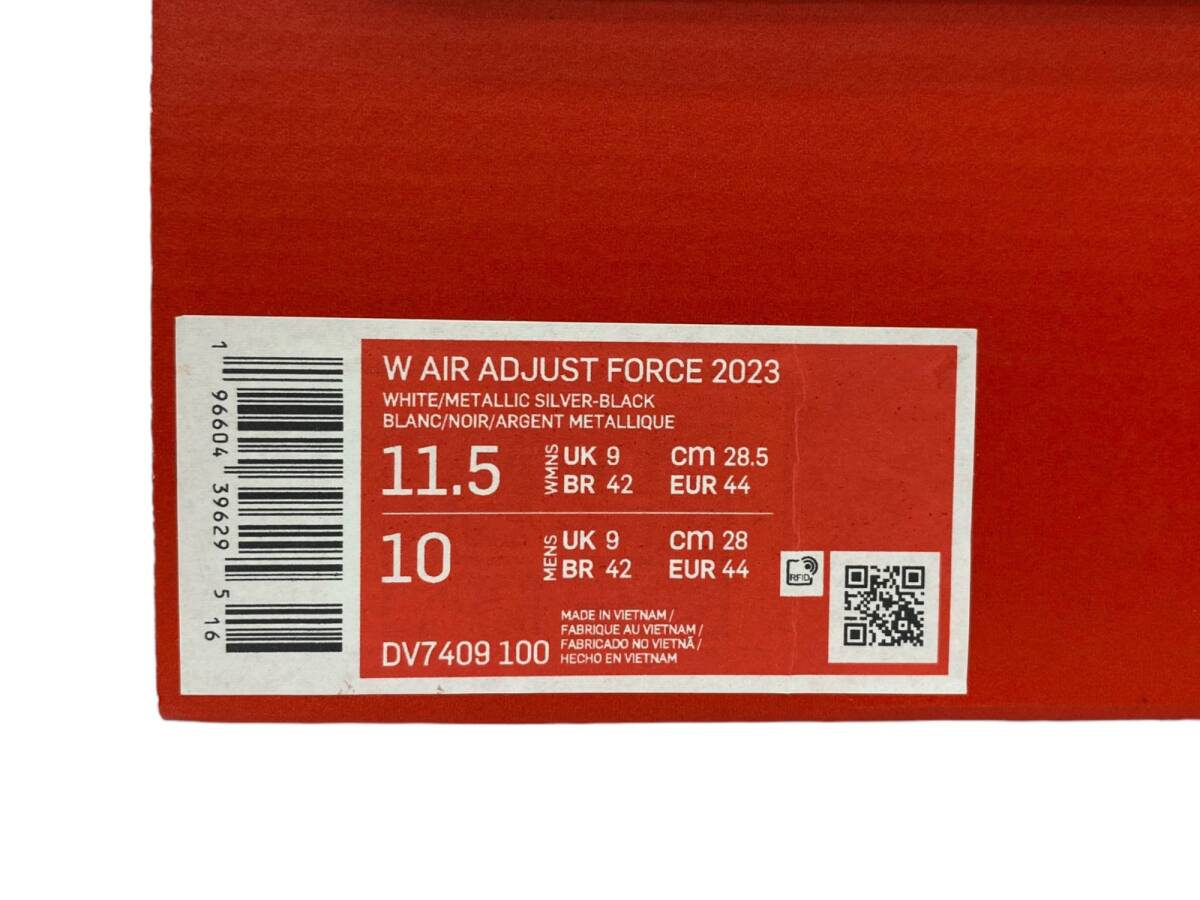 W AIR ADJUST FORCE 2023
WHITE/METALLIC SILVER-BLACK
BLANC/NOIR/ARGENT METALLIQUE
11.5 WMNS UK 9 cm 28.5
BR 42 EUR 44
10 MENS UK 9 cm 28
BR 42 EUR 44
MADE IN VIETNAM /
FABRIQUE AU VIETNAM /
FABRICADO NO VIETNÃ /
HECHO EN VIETNAM
DV7409 100
RFID
1 96604 39629 5 16